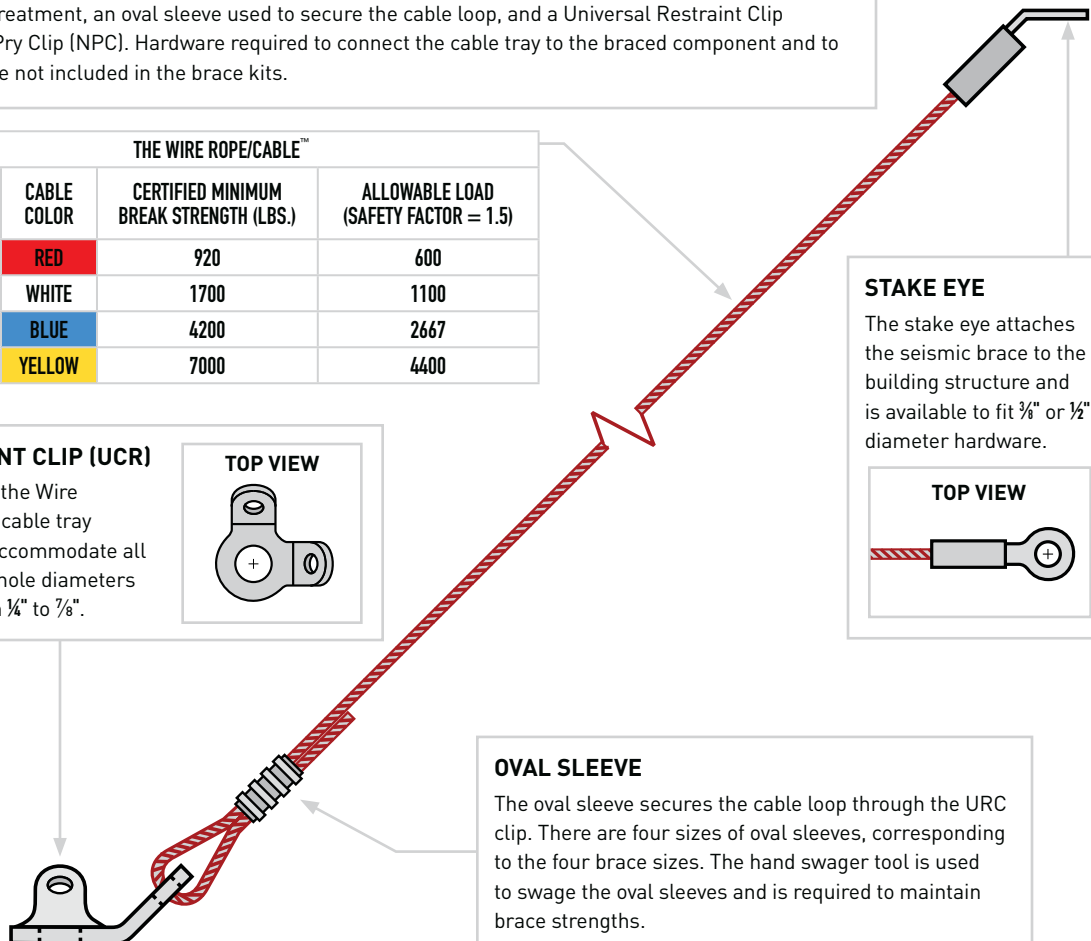 reatment, an oval sleeve used to secure the cable loop, and a Universal Restraint Clip
Pry Clip (NPC). Hardware required to connect the cable tray to the braced component and to
e not included in the brace kits.
THE WIRE ROPE/CABLE™
CABLE COLOR CERTIFIED MINIMUM BREAK STRENGTH (LBS.) ALLOWABLE LOAD (SAFETY FACTOR = 1.5)
RED 920 600
WHITE 1700 1100
BLUE 4200 2667
YELLOW 7000 4400
STAKE EYE
The stake eye attaches
the seismic brace to the
building structure and
is available to fit ⅜" or ½"
diameter hardware.
TOP VIEW
NT CLIP (UCR)
the Wire
cable tray
ccommodate all
hole diameters
¼" to ⅞".
TOP VIEW
OVAL SLEEVE
The oval sleeve secures the cable loop through the URC
clip. There are four sizes of oval sleeves, corresponding
to the four brace sizes. The hand swager tool is used
to swage the oval sleeves and is required to maintain
brace strengths.